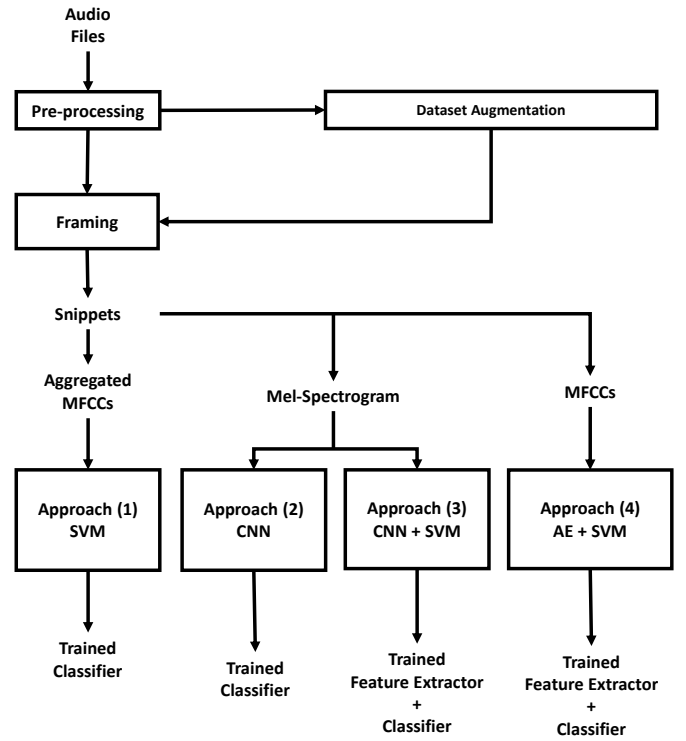 Audio
Files
Pre-processing
Dataset Augmentation
Framing
Snippets
Aggregated
MFCCs
Mel-Spectrogram
MFCCs
Approach (1)
SVM
Approach (2)
CNN
Approach (3)
CNN + SVM
Approach (4)
AE + SVM
Trained
Classifier
Trained
Classifier
Trained
Feature Extractor
+
Classifier
Trained
Feature Extractor
+
Classifier